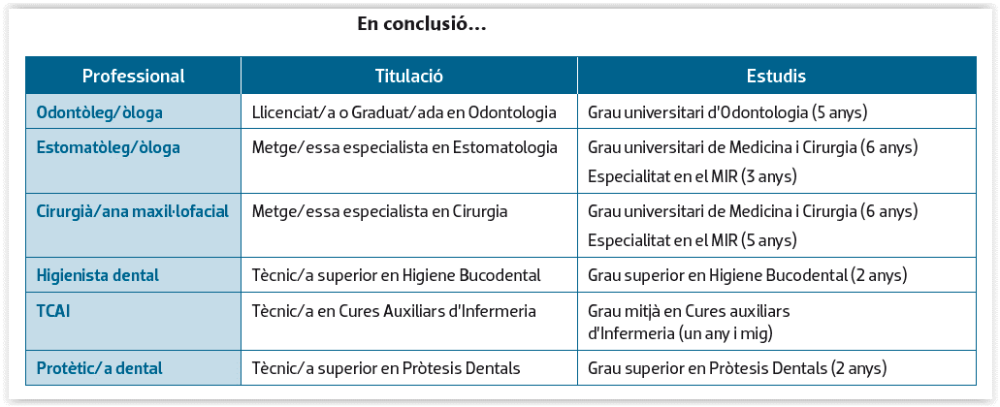 En conclusió...
Professional Titulació Estudis
Odontòleg/òloga Llicenciat/a o Graduat/ada en Odontologia Grau universitari d'Odontologia (5 anys)
Estomatòleg/òloga Metge/essa especialista en Estomatologia Grau universitari de Medicina i Cirurgia (6 anys)
Especialitat en el MIR (3 anys)
Cirurgià/ana maxil·lofacial Metge/essa especialista en Cirurgia Grau universitari de Medicina i Cirurgia (6 anys)
Especialitat en el MIR (5 anys)
Higienista dental Tècnic/a superior en Higiene Bucodental Grau superior en Higiene Bucodental (2 anys)
TCAI Tècnic/a en Cures Auxiliars d'Infermeria Grau mitjà en Cures auxiliars
d'Infermeria (un any i mig)
Protètic/a dental Tècnic/a superior en Pròtesis Dentals Grau superior en Pròtesis Dentals (2 anys)